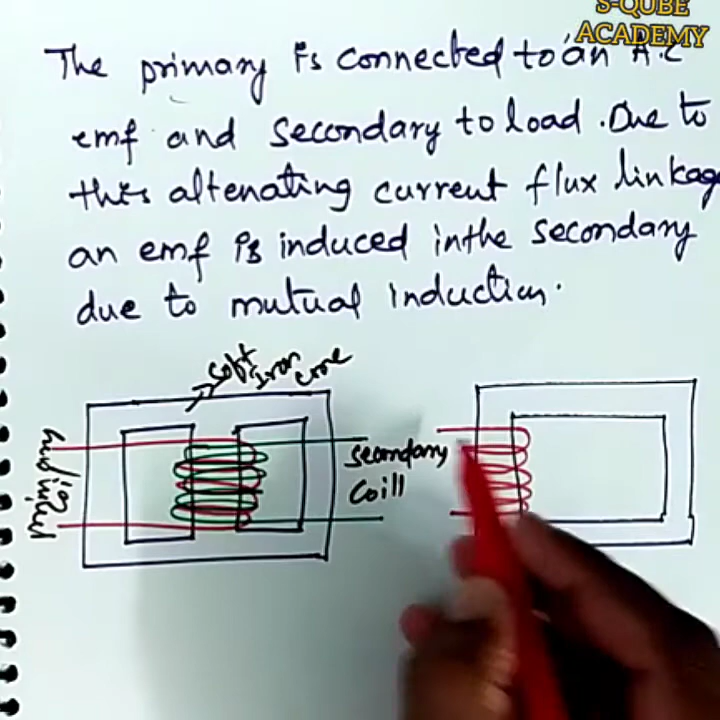 S-QUBE
ACADEMY
The primary is connected to an A.C
emf and secondary to load. Due to
this altenating current flux linkage
an emf is induced in the secondary
due to mutual induction.
soft iron core
secondary
coill